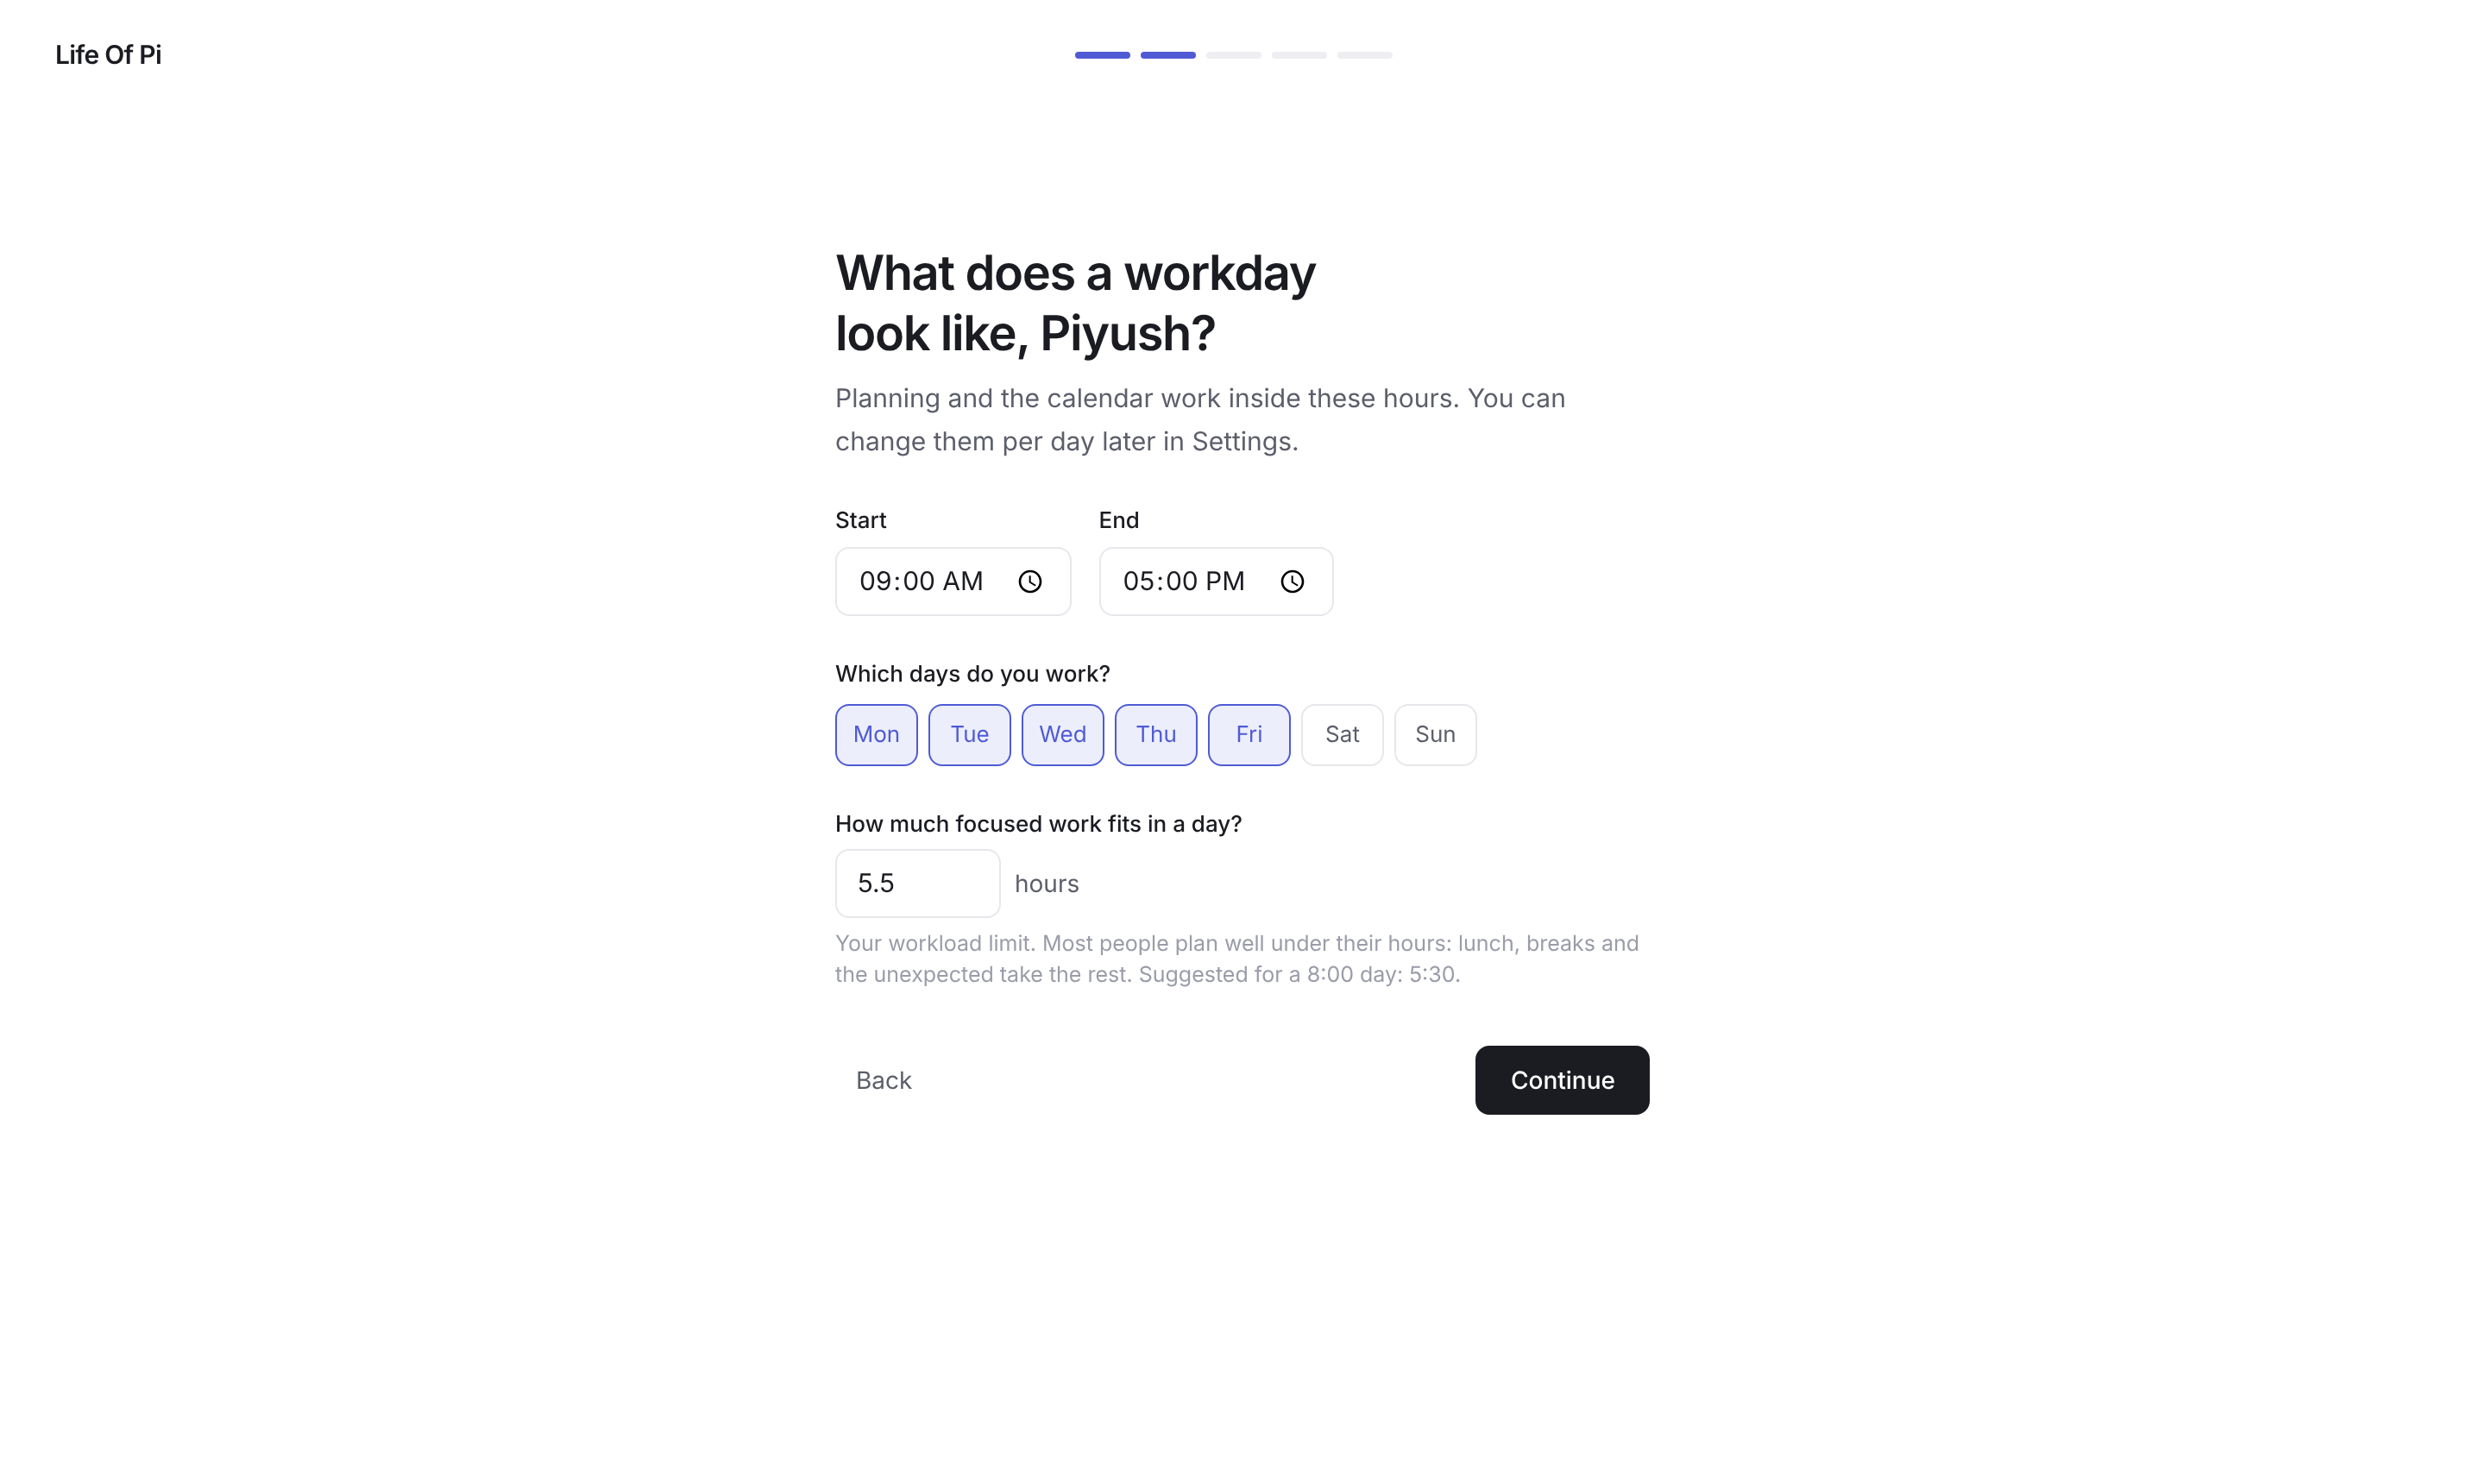 Life Of Pi
What does a workday
look like, Piyush?
Planning and the calendar work inside these hours. You can
change them per day later in Settings.
Start End
09:00 AM 05:00 PM
Which days do you work?
Mon Tue Wed Thu Fri Sat Sun
How much focused work fits in a day?
5.5 hours
Your workload limit. Most people plan well under their hours: lunch, breaks and
the unexpected take the rest. Suggested for a 8:00 day: 5:30.
Back Continue